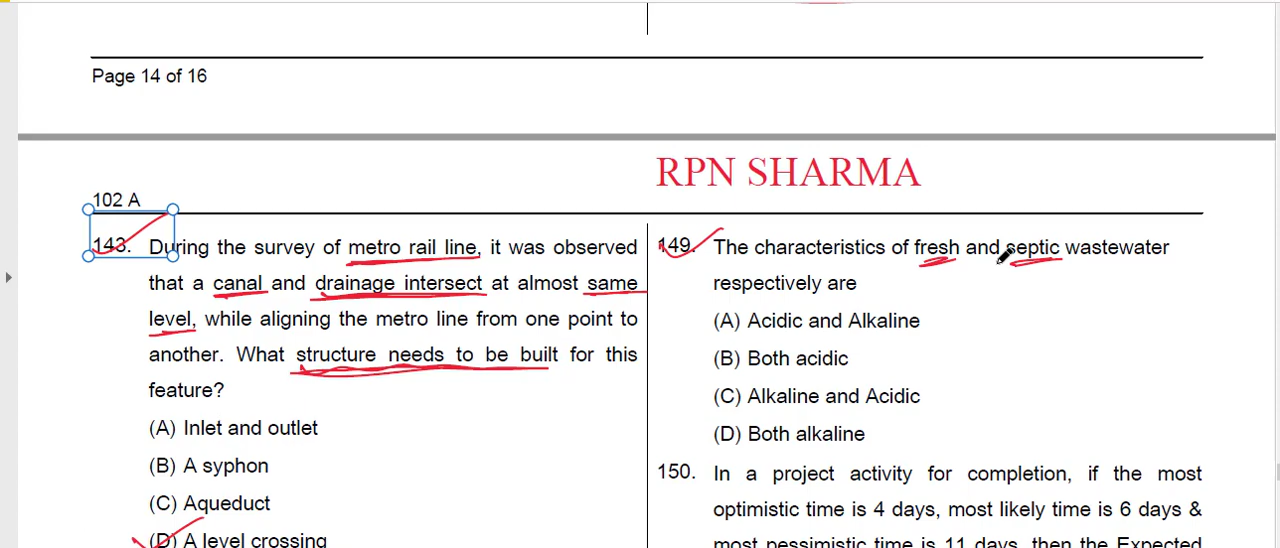 Page 14 of 16
RPN SHARMA
102 A
143. During the survey of metro rail line, it was observed
that a canal and drainage intersect at almost same
level, while aligning the metro line from one point to
another. What structure needs to be built for this
feature?
(A) Inlet and outlet
(B) A syphon
(C) Aqueduct
(D) A level crossing
149. The characteristics of fresh and septic wastewater
respectively are
(A) Acidic and Alkaline
(B) Both acidic
(C) Alkaline and Acidic
(D) Both alkaline
150. In a project activity for completion, if the most
optimistic time is 4 days, most likely time is 6 days &
most pessimistic time is 11 days, then the Expected